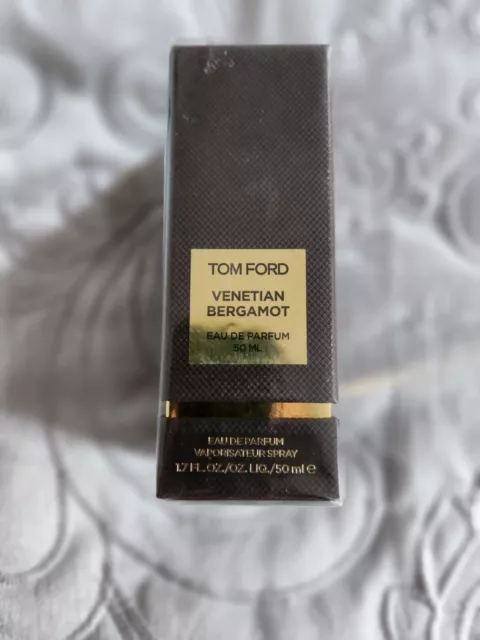 TOM FORD
VENETIAN
BERGAMOT
EAU DE PARFUM
50 ML
EAU DE PARFUM
VAPORISATEUR SPRAY
1.7 FL.OZ./OZ. LIQ./50 ml e